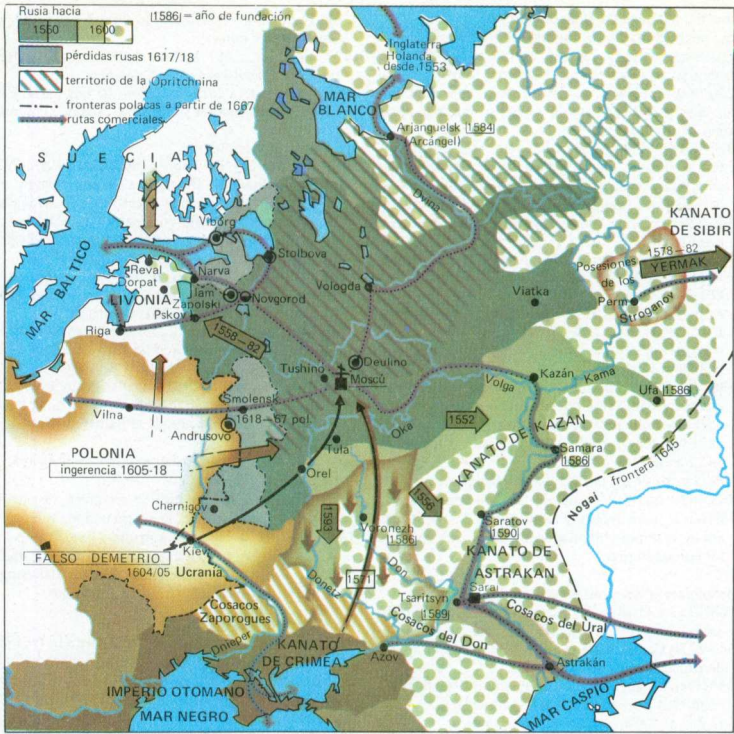 Rusia hacia
1550
1600
|1586| = año de fundación
pérdidas rusas 1617/18
territorio de la Opritchnina
fronteras polacas a partir de 1667
rutas comerciales
Inglaterra
Holanda
desde 1553
MAR
BLANCO
Arjanguelsk |1584|
(Arcángel)
SUECIA
Dvina
KANATO
DE SIBIR
1578-82
YERMAK
Posesiones
de los
Stroganov
Perm
Viborg
Stolbova
MAR BÁLTICO
Reval
Dorpat
Narva
LIVONIA
Jam
Zapolski
Novgorod
Pskov
Riga
Vologda
Viatka
1558-82
Tushino
Deulino
Moscú
Volga
Kazán
Kama
Ufa |1586|
Vilna
Smolensk
1618-67 pol.
Andrusovo
Oka
1552
KANATO DE KAZAN
Tula
Samara
|1586|
POLONIA
ingerencia 1605-18
Orel
Nogai
frontera 1645
1556
Chernigov
1593
Voronezh
|1586|
Saratov
|1590|
Kiev
FALSO DEMETRIO
1604/05
Ucrania
Don
Donetz
1571
KANATO DE
ASTRAKAN
Sarai
Tsaritsyn
|1589|
Cosacos
Zaporogues
Cosacos del Ural
Cosacos del Don
Dnieper
KANATO
DE CRIMEA
Azov
Astrakán
IMPERIO OTOMANO
MAR NEGRO
MAR CASPIO